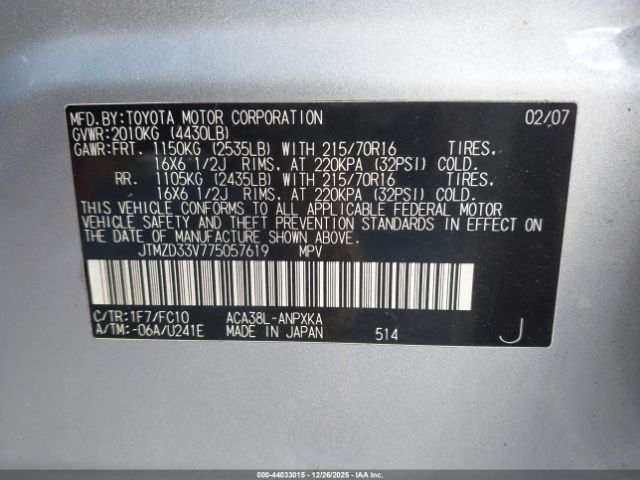 MFD.BY:TOYOTA MOTOR CORPORATION 02/07
GVWR:2010KG (4430LB)
GAWR:FRT. 1150KG (2535LB) WITH 215/70R16 TIRES,
16X6 1/2J RIMS, AT 220KPA (32PSI) COLD.
RR. 1105KG (2435LB) WITH 215/70R16 TIRES,
16X6 1/2J RIMS, AT 220KPA (32PSI) COLD.
THIS VEHICLE CONFORMS TO ALL APPLICABLE FEDERAL MOTOR
VEHICLE SAFETY AND THEFT PREVENTION STANDARDS IN EFFECT ON
THE DATE OF MANUFACTURE SHOWN ABOVE.
JTMZD33V775057619 MPV
C/TR:1F7/FC10 ACA38L-ANPXKA
A/TM:-06A/U241E MADE IN JAPAN 514 J
000-44033015 | 12/26/2025 - IAA Inc.